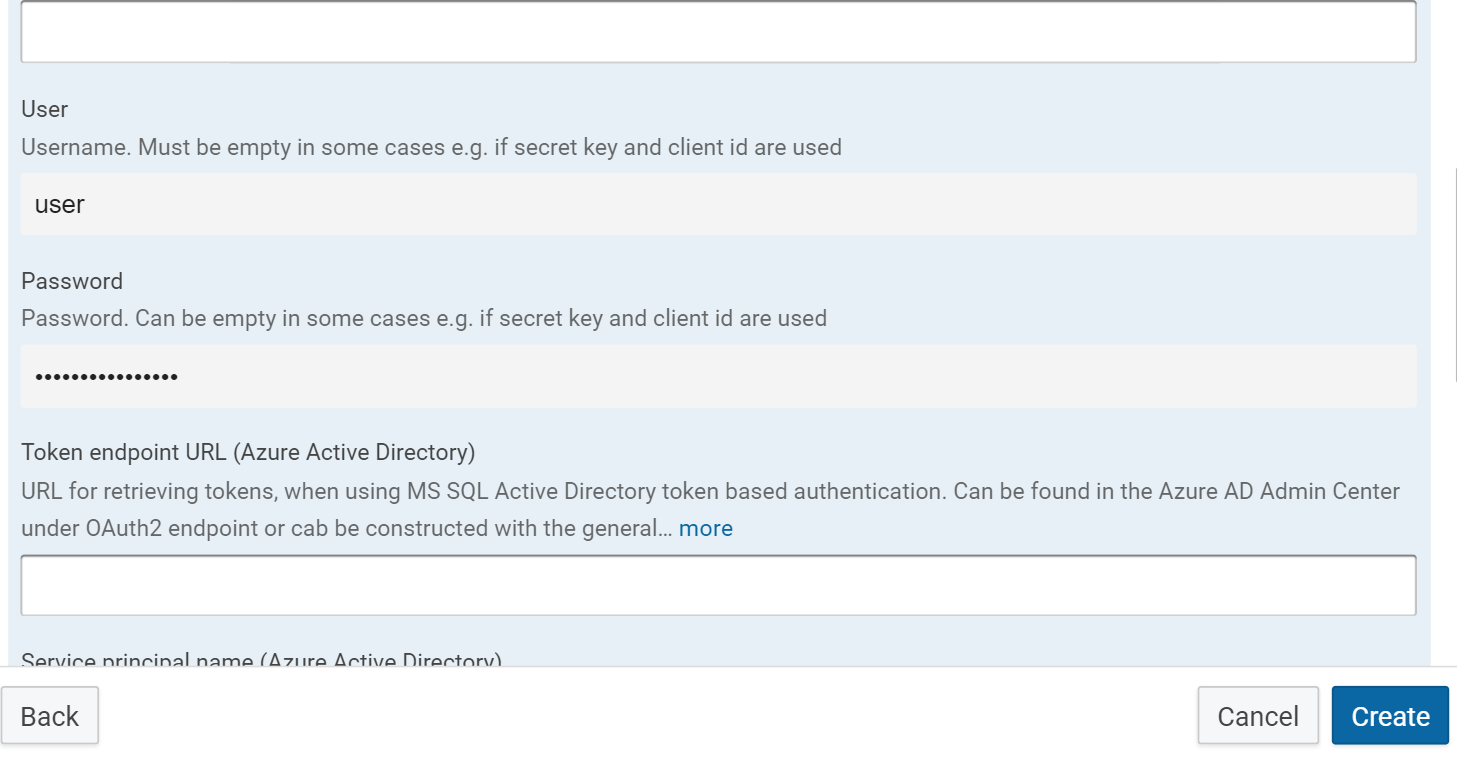 User
Username. Must be empty in some cases e.g. if secret key and client id are used
user
Password
Password. Can be empty in some cases e.g. if secret key and client id are used
••••••••••••••••
Token endpoint URL (Azure Active Directory)
URL for retrieving tokens, when using MS SQL Active Directory token based authentication. Can be found in the Azure AD Admin Center
under OAuth2 endpoint or cab be constructed with the general... more
Service principal name (Azure Active Directory)
Back
Cancel
Create